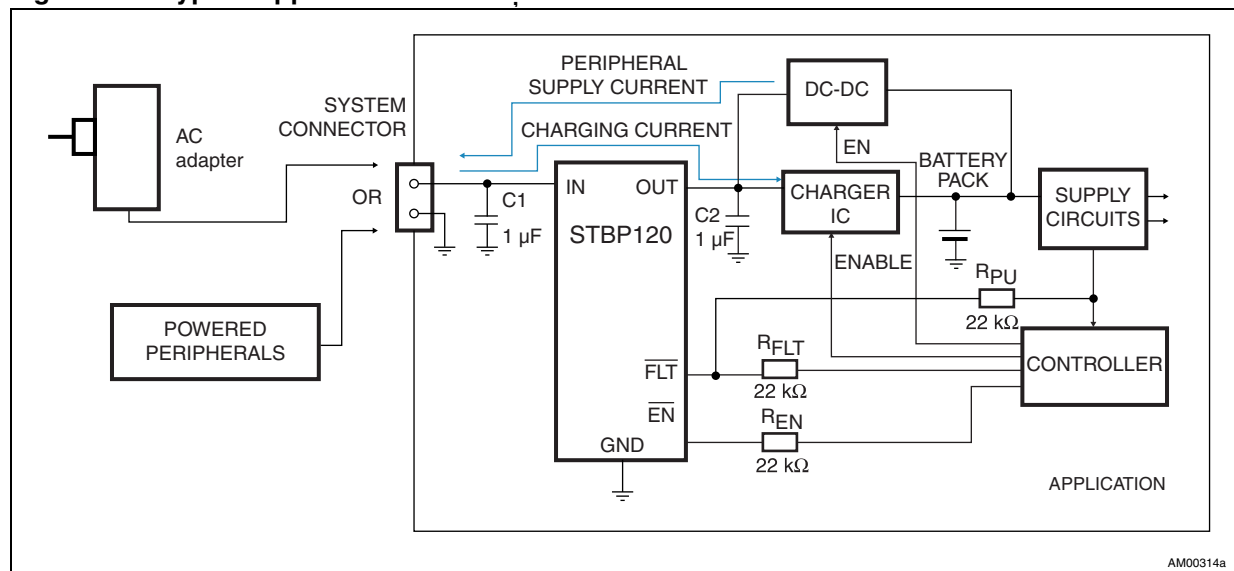 PERIPHERAL
SUPPLY CURRENT
DC-DC
SYSTEM
CONNECTOR
CHARGING CURRENT
AC
adapter
EN
BATTERY
PACK
IN
OUT
CHARGER
IC
SUPPLY
CIRCUITS
OR
C1
1 µF
STBP120
C2
1 µF
ENABLE
RPU
22 kΩ
POWERED
PERIPHERALS
RFLT
22 kΩ
CONTROLLER
FLT
EN
REN
22 kΩ
GND
APPLICATION
AM00314a